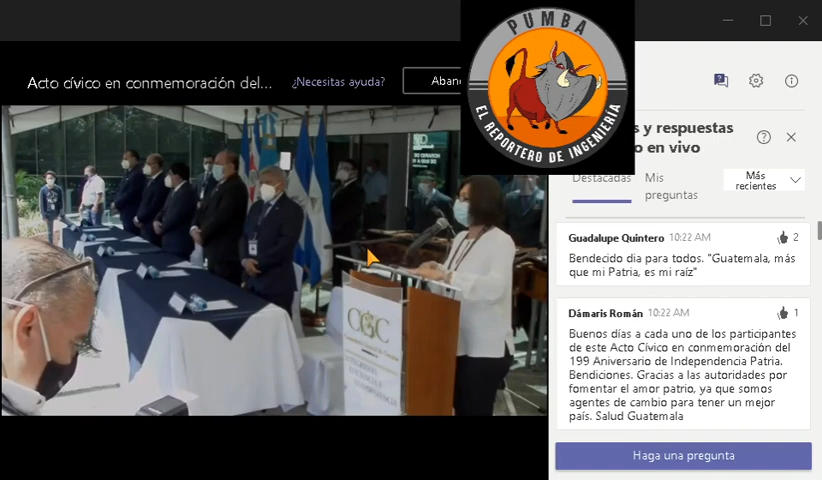 PUMBA
EL REPORTERO DE INGENIERÍA
Acto cívico en conmemoración del...
¿Necesitas ayuda?
Aban
s y respuestas
o en vivo
Destacadas
Mis
preguntas
Más
recientes
Guadalupe Quintero 10:22 AM
2
Bendecido dia para todos. "Guatemala, más
que mi Patria, es mi raíz"
Dámaris Román 10:22 AM
1
Buenos días a cada uno de los participantes
de este Acto Cívico en conmemoración del
199 Aniversario de Independencia Patria.
Bendiciones. Gracias a las autoridades por
fomentar el amor patrio, ya que somos
agentes de cambio para tener un mejor
país. Salud Guatemala
Haga una pregunta
CGC